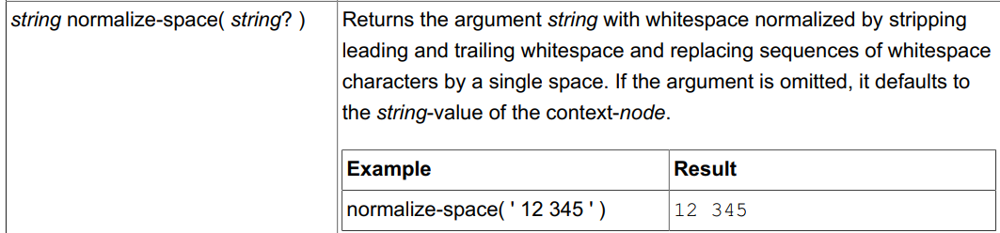 string normalize-space( string? )
Returns the argument string with whitespace normalized by stripping
leading and trailing whitespace and replacing sequences of whitespace
characters by a single space. If the argument is omitted, it defaults to
the string-value of the context-node.
Example Result
normalize-space( ' 12 345 ' ) 12 345